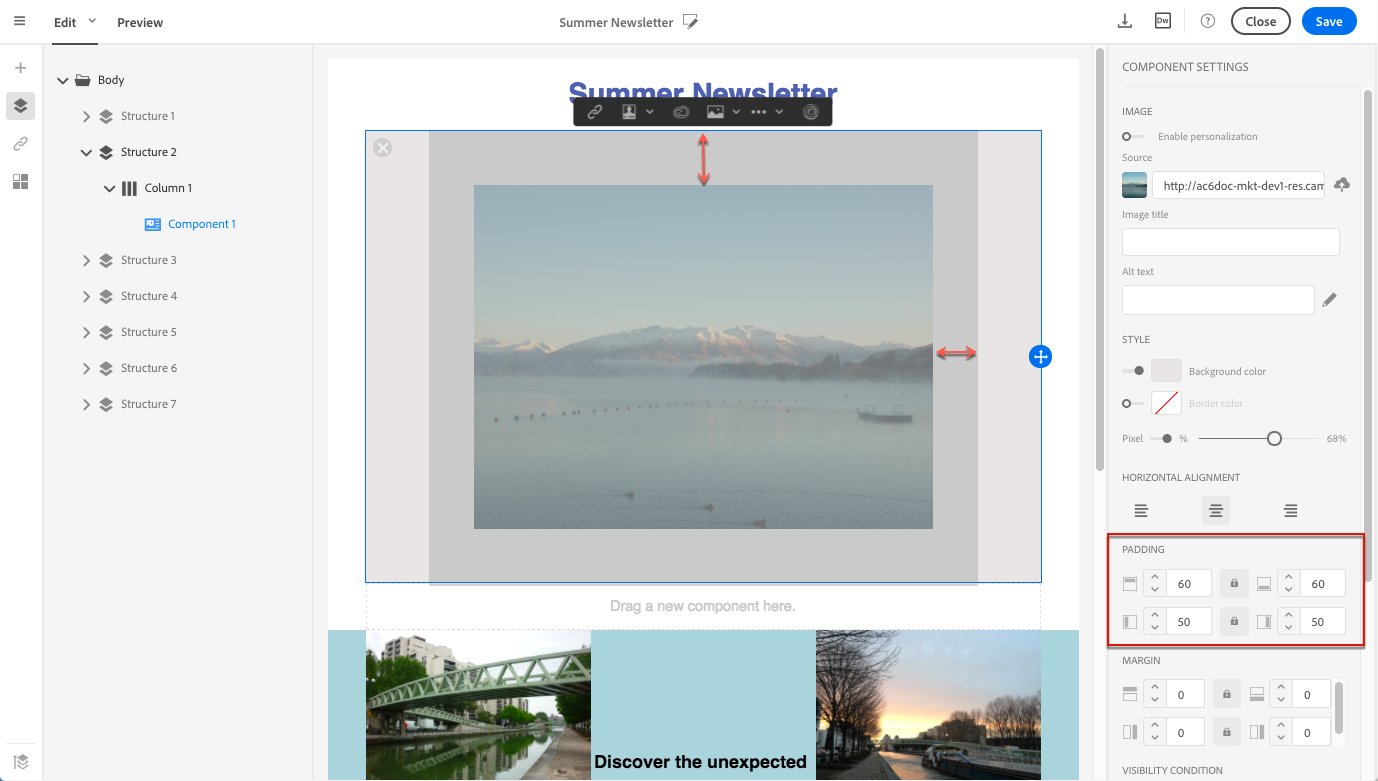 Edit
Preview
Summer Newsletter
Dw
?
Close
Save
Body
Structure 1
Structure 2
Column 1
Component 1
Structure 3
Structure 4
Structure 5
Structure 6
Structure 7
Summer Newsletter
Drag a new component here.
Discover the unexpected
COMPONENT SETTINGS
IMAGE
Enable personalization
Source
http://ac6doc-mkt-dev1-res.cam
Image title
Alt text
STYLE
Background color
Border color
Pixel % 68%
HORIZONTAL ALIGNMENT
PADDING
60 60
50 50
MARGIN
0 0
0 0
VISIBILITY CONDITION